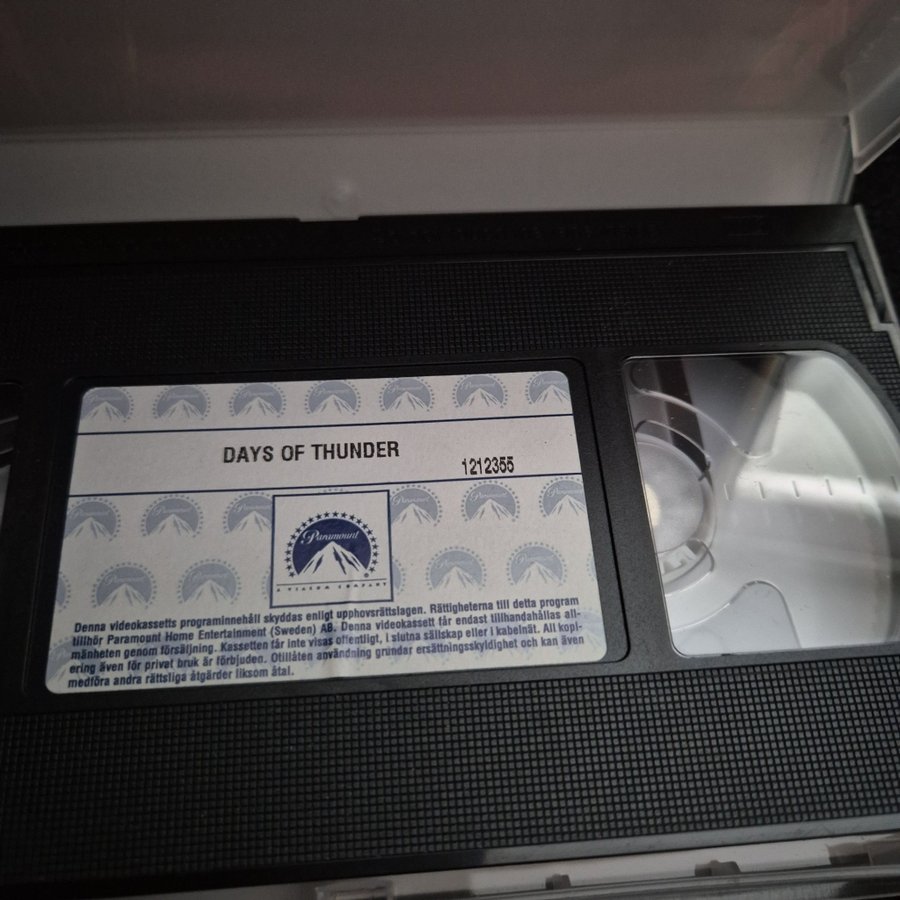 DAYS OF THUNDER
1212355
Paramount
A VIACOM COMPANY
Denna videokassetts programinnehåll skyddas enligt upphovsrättslagen. Rättigheterna till detta program
tillhör Paramount Home Entertainment (Sweden) AB. Denna videokassett får endast tillhandahållas all-
mänheten genom försäljning. Kassetten får inte visas offentligt, i slutna sällskap eller i kabelnät. All kopi-
ering även för privat bruk är förbjuden. Otillåten användning grundar ersättningsskyldighet och kan även
medföra andra rättsliga åtgärder liksom åtal.